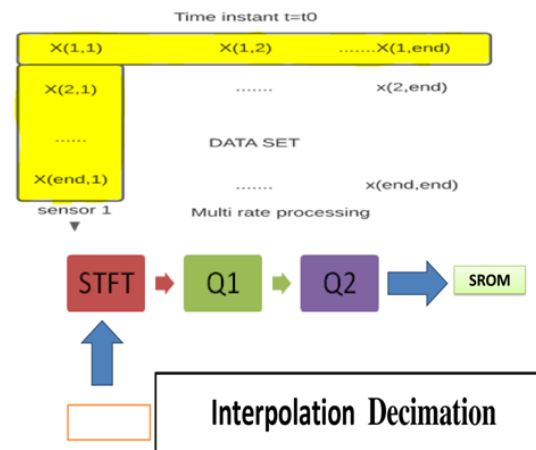 Time instant t=t0
X(1,1) X(1,2) .......X(1,end)
X(2,1) ....... x(2,end)
...... DATA SET
X(end,1) ....... x(end,end)
sensor 1 Multi rate processing
STFT Q1 Q2 SROM
Interpolation Decimation